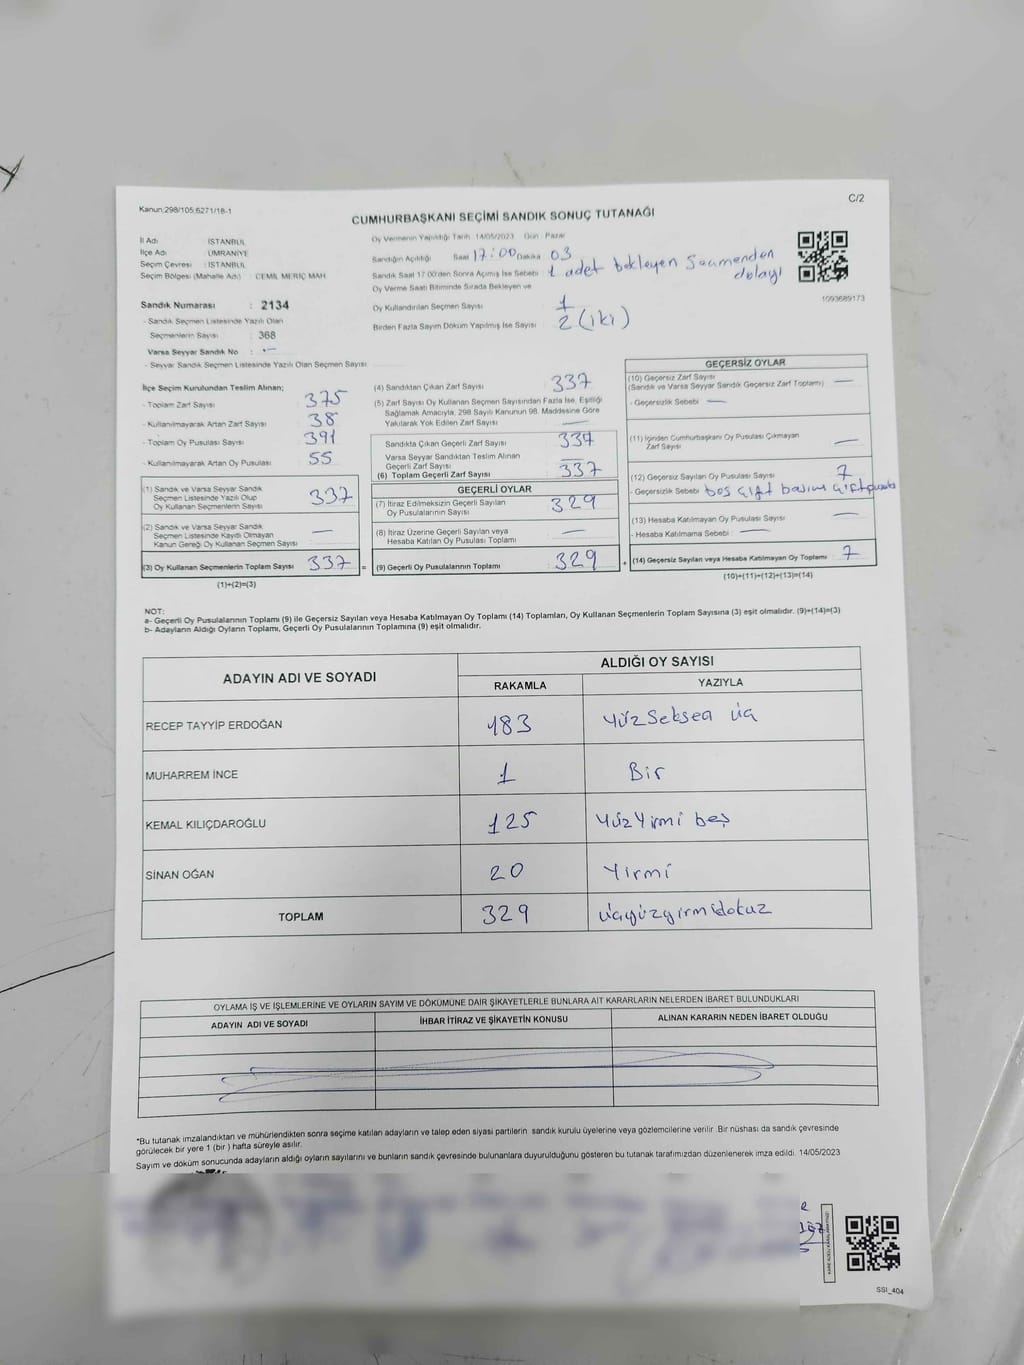 Kanun;298/105;6271/18-1
C/2
CUMHURBAŞKANI SEÇİMİ SANDIK SONUÇ TUTANAĞI
İl Adı İSTANBUL
İlçe Adı ÜMRANİYE
Seçim Çevresi : İSTANBUL
Seçim Bölgesi (Mahalle Adı) : CEMİL MERİÇ MAH
Oy Vermenin Yapıldığı Tarih 14/05/2023 Gün Pazar
Sandığın Açıldığı Saat 17:00 Dakika 03
Sandık Saat 17.00'den Sonra Açılmış İse Sebebi 1 adet bekleyen seçmenden dolayı
Oy Verme Saati Bitiminde Sırada Bekleyen ve
Oy Kullandırılan Seçmen Sayısı 1
Birden Fazla Sayım Döküm Yapılmış İse Sayısı 2 (iki)
1093689173
Sandık Numarası : 2134
- Sandık Seçmen Listesinde Yazılı Olan
Seçmenlerin Sayısı : 368
Varsa Seyyar Sandık No : —
- Seyyar Sandık Seçmen Listesinde Yazılı Olan Seçmen Sayısı
İlçe Seçim Kurulundan Teslim Alınan;
- Toplam Zarf Sayısı 375
- Kullanılmayarak Artan Zarf Sayısı 38
- Toplam Oy Pusulası Sayısı 391
- Kullanılmayarak Artan Oy Pusulası 55
(1) Sandık ve Varsa Seyyar Sandık
Seçmen Listesinde Yazılı Olup
Oy Kullanan Seçmenlerin Sayısı 337
(2) Sandık ve Varsa Seyyar Sandık
Seçmen Listesinde Kaydı Olmayan
Kanun Gereği Oy Kullanan Seçmen Sayısı —
(3) Oy Kullanan Seçmenlerin Toplam Sayısı 337 =
(1)+(2)=(3)
(4) Sandıktan Çıkan Zarf Sayısı 337
(5) Zarf Sayısı Oy Kullanan Seçmen Sayısından Fazla İse, Eşitliği
Sağlamak Amacıyla, 298 Sayılı Kanunun 98. Maddesine Göre
Yakılarak Yok Edilen Zarf Sayısı —
Sandıkta Çıkan Geçerli Zarf Sayısı 337
Varsa Seyyar Sandıktan Teslim Alınan
Geçerli Zarf Sayısı —
(6) Toplam Geçerli Zarf Sayısı 337
GEÇERLİ OYLAR
(7) İtiraz Edilmeksizin Geçerli Sayılan
Oy Pusulalarının Sayısı 329
(8) İtiraz Üzerine Geçerli Sayılan veya
Hesaba Katılan Oy Pusulası Toplamı —
(9) Geçerli Oy Pusulalarının Toplamı 329 +
GEÇERSİZ OYLAR
(10) Geçersiz Zarf Sayısı
(Sandık ve Varsa Seyyar Sandık Geçersiz Zarf Toplamı) —
- Geçersizlik Sebebi —
(11) İçinden Cumhurbaşkanı Oy Pusulası Çıkmayan
Zarf Sayısı —
(12) Geçersiz Sayılan Oy Pusulası Sayısı 7
- Geçersizlik Sebebi boş çift basım çift pusula
(13) Hesaba Katılmayan Oy Pusulası Sayısı —
- Hesaba Katılmama Sebebi —
(14) Geçersiz Sayılan veya Hesaba Katılmayan Oy Toplamı 7
(10)+(11)+(12)+(13)=(14)
NOT:
a- Geçerli Oy Pusulalarının Toplamı (9) ile Geçersiz Sayılan veya Hesaba Katılmayan Oy Toplamı (14) Toplamları, Oy Kullanan Seçmenlerin Toplam Sayısına (3) eşit olmalıdır. (9)+(14)=(3)
b- Adayların Aldığı Oyların Toplamı, Geçerli Oy Pusulalarının Toplamına (9) eşit olmalıdır.
ADAYIN ADI VE SOYADI
ALDIĞI OY SAYISI
RAKAMLA YAZIYLA
RECEP TAYYİP ERDOĞAN 183 Yüz Seksen üç
MUHARREM İNCE 1 Bir
KEMAL KILIÇDAROĞLU 125 Yüz Yirmi beş
SİNAN OĞAN 20 Yirmi
TOPLAM 329 üçyüzyirmidokuz
OYLAMA İŞ VE İŞLEMLERİNE VE OYLARIN SAYIM VE DÖKÜMÜNE DAİR ŞİKAYETLERLE BUNLARA AİT KARARLARIN NELERDEN İBARET BULUNDUKLARI
ADAYIN ADI VE SOYADI İHBAR İTİRAZ VE ŞİKAYETİN KONUSU ALINAN KARARIN NEDEN İBARET OLDUĞU
*Bu tutanak imzalandıktan ve mühürlendikten sonra seçime katılan adayların ve talep eden siyasi partilerin sandık kurulu üyelerine veya gözlemcilerine verilir .Bir nüshası da sandık çevresinde
görülecek bir yere 1 (bir ) hafta süreyle asılır.
Sayım ve döküm sonucunda adayların aldığı oyların sayılarını ve bunların sandık çevresinde bulunanlara duyurulduğunu gösteren bu tutanak tarafımızdan düzenlenerek imza edildi. 14/05/2023
SSI_404